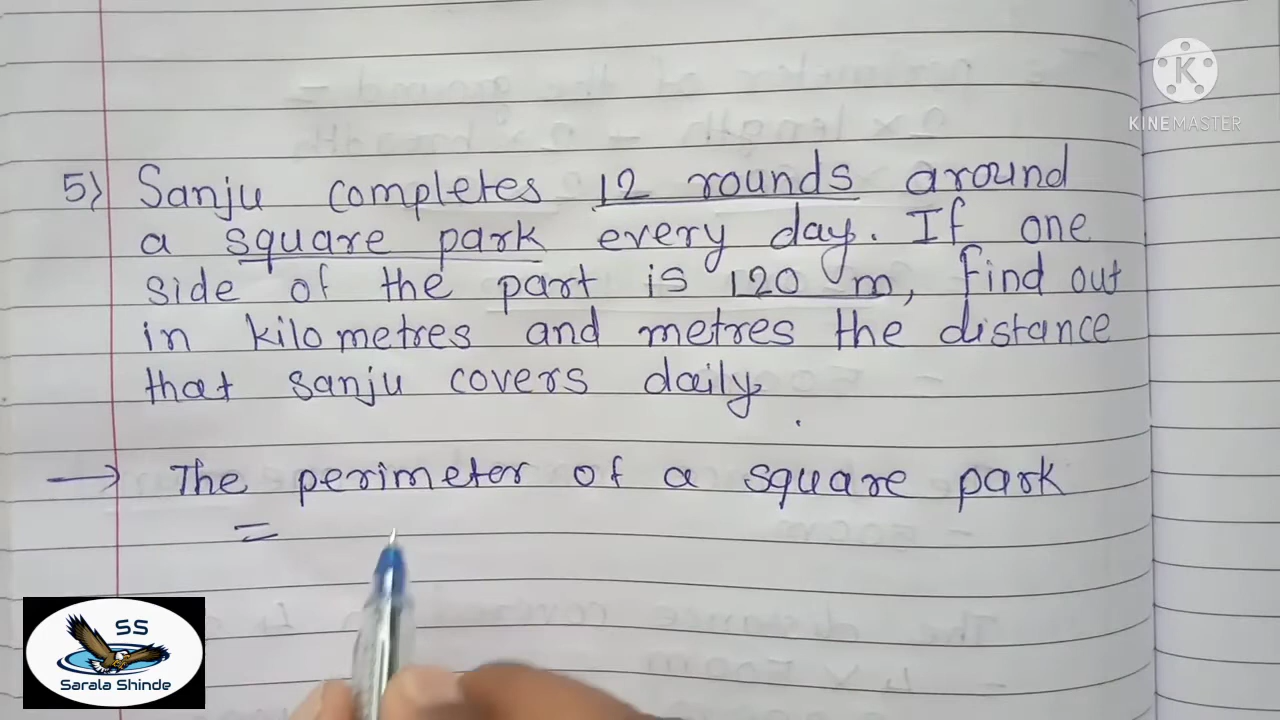 KINEMASTER
5) Sanju completes 12 rounds around
a square park every day. If one
side of the part is 120 m, find out
in kilometres and metres the distance
that sanju covers daily.
→ The perimeter of a square park
=
SS
Sarala Shinde